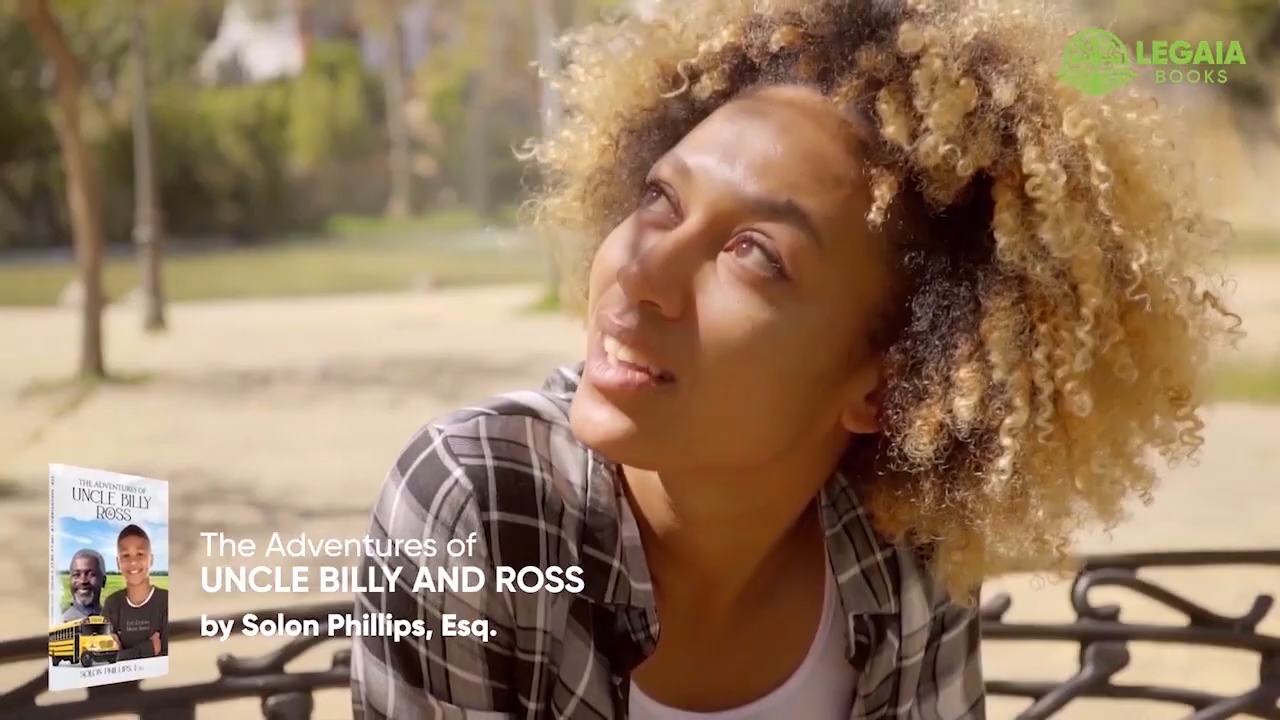 LEGAIA
BOOKS
THE ADVENTURES OF
UNCLE BILLY
& ROSS
SOLON PHILLIPS, Esq.
The Adventures of
UNCLE BILLY AND ROSS
by Solon Phillips, Esq.